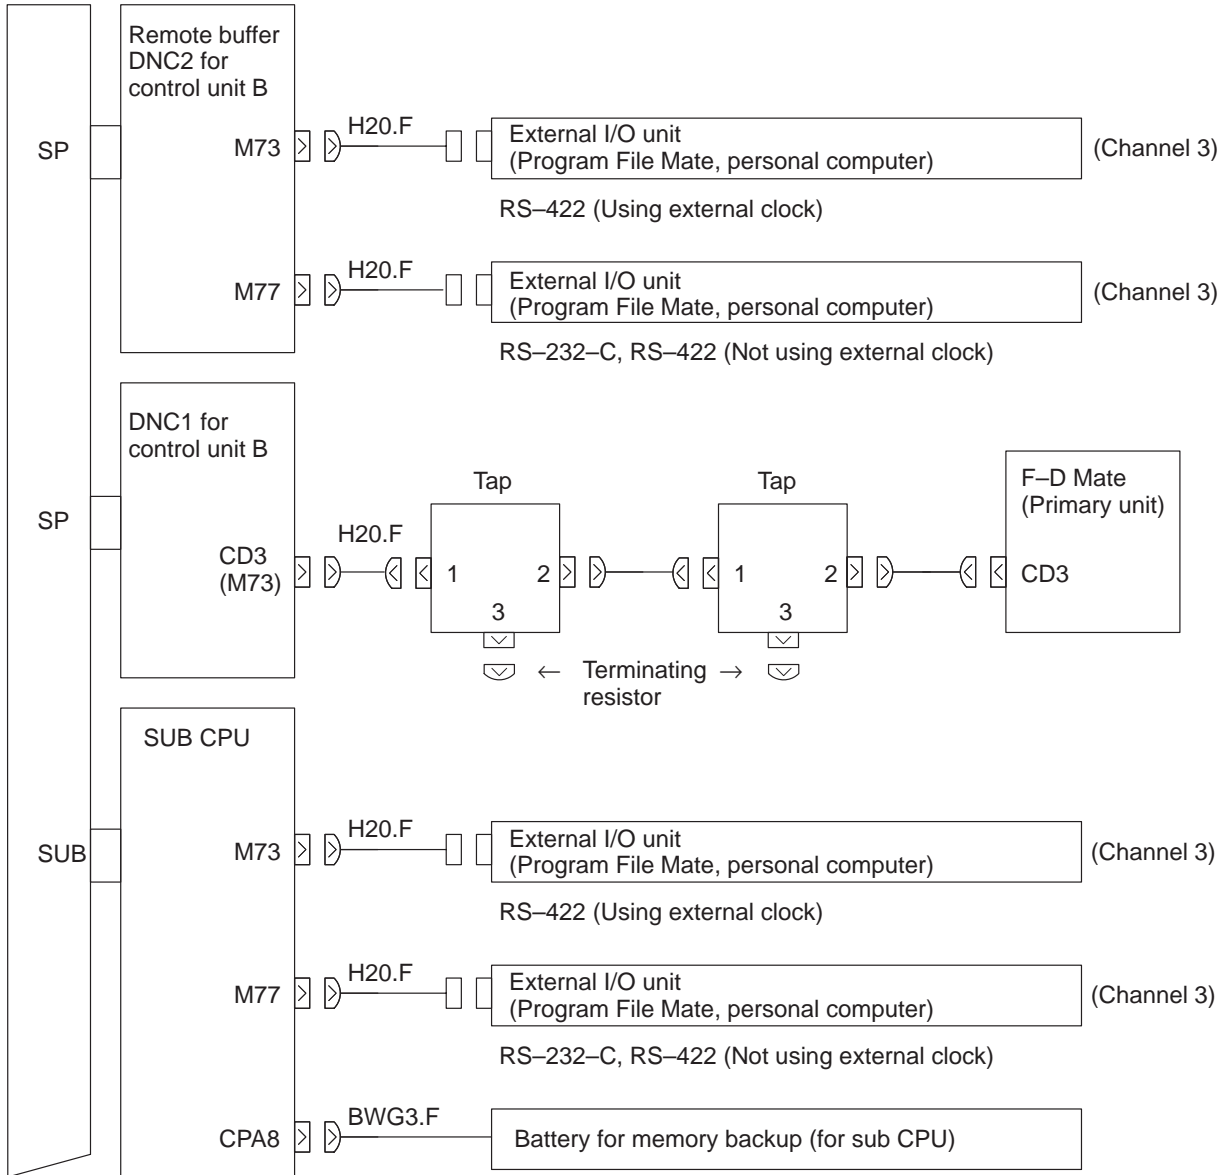 Remote buffer
DNC2 for
control unit B
SP
M73
H20.F
External I/O unit
(Program File Mate, personal computer)
(Channel 3)
RS–422 (Using external clock)
M77
H20.F
External I/O unit
(Program File Mate, personal computer)
(Channel 3)
RS–232–C, RS–422 (Not using external clock)
DNC1 for
control unit B
SP
CD3
(M73)
H20.F
Tap
1
2
3
Tap
1
2
3
F–D Mate
(Primary unit)
CD3
← Terminating →
resistor
SUB CPU
SUB
M73
H20.F
External I/O unit
(Program File Mate, personal computer)
(Channel 3)
RS–422 (Using external clock)
M77
H20.F
External I/O unit
(Program File Mate, personal computer)
(Channel 3)
RS–232–C, RS–422 (Not using external clock)
CPA8
BWG3.F
Battery for memory backup (for sub CPU)